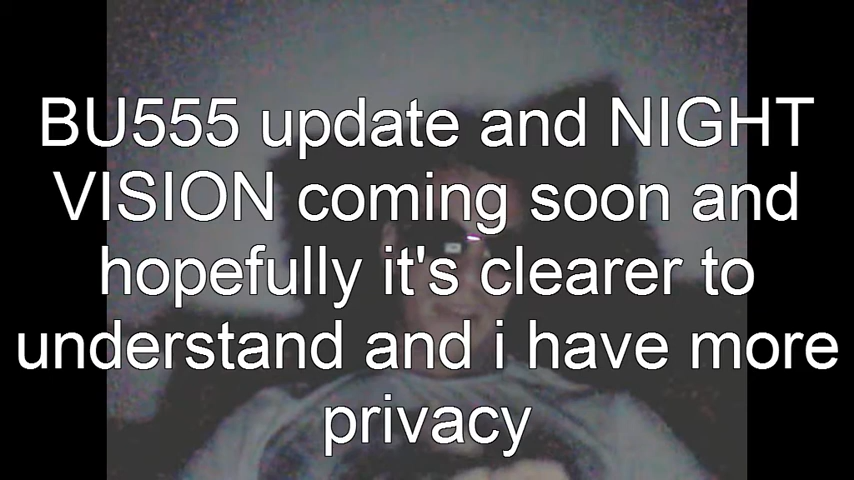 BU555 update and NIGHT
VISION coming soon and
hopefully it's clearer to
understand and i have more
privacy